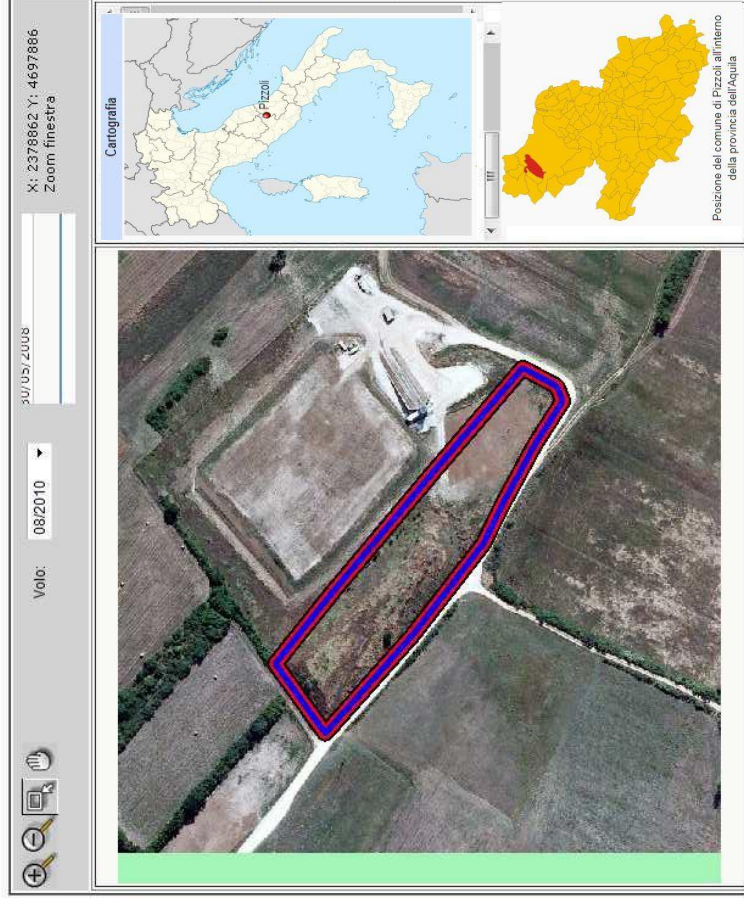 Volo:
08/2010
30/05/2008
X: 2378862 Y: 4697886
Zoom finestra
Cartografia
Pizzoli
Posizione del comune di Pizzoli all'interno
della provincia dell'Aquila